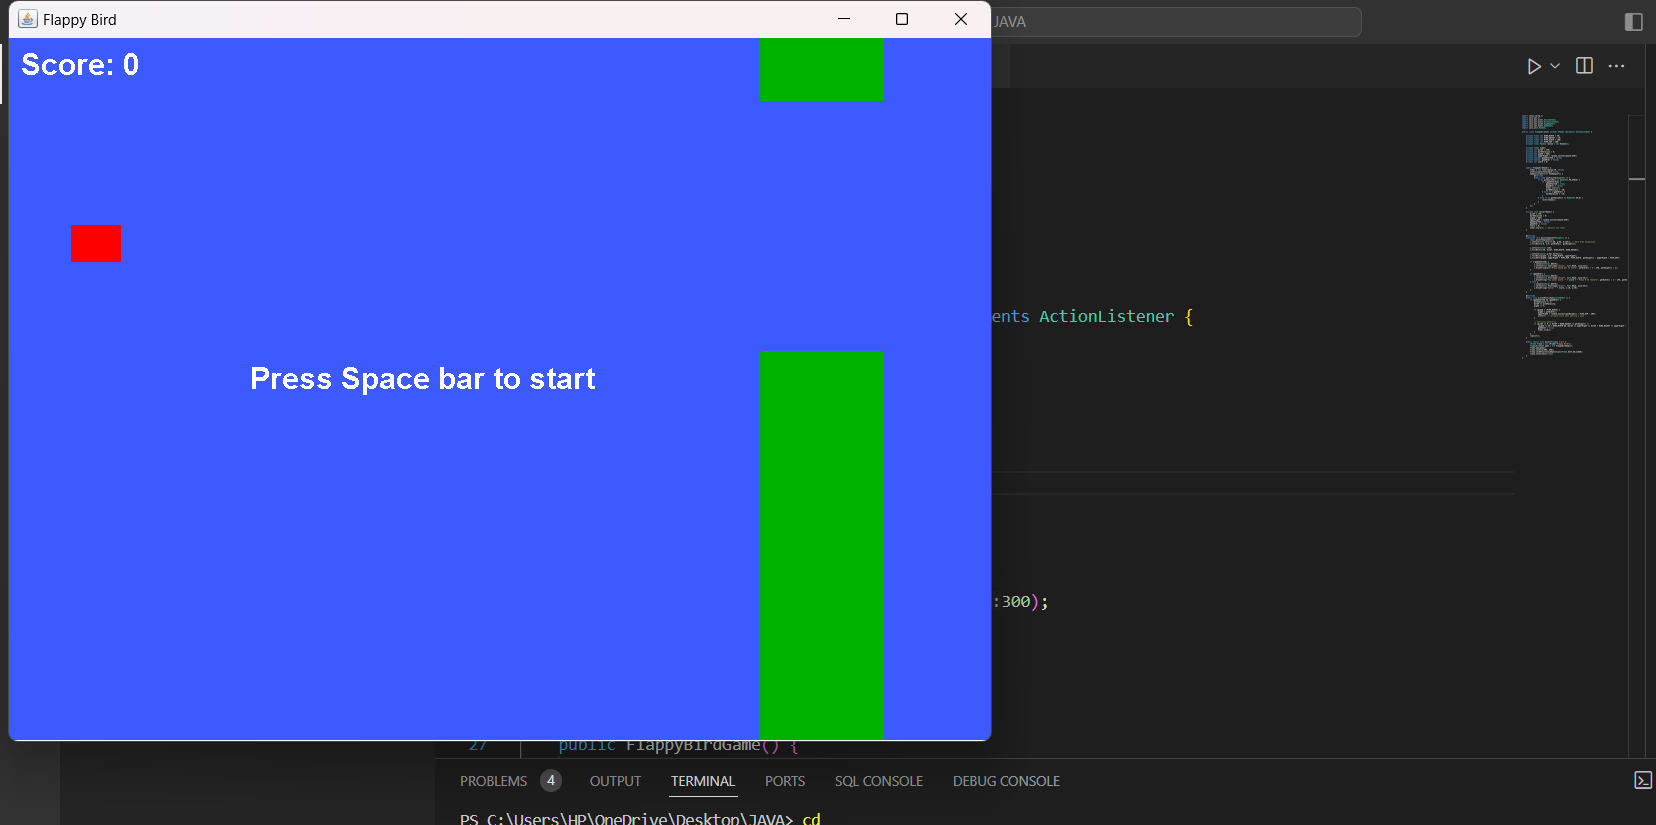 Flappy Bird
JAVA
Score: 0
ents ActionListener {
Press Space bar to start
:300);
27 public FlappyBirdGame() {
PROBLEMS 4 OUTPUT TERMINAL PORTS SQL CONSOLE DEBUG CONSOLE
PS C:\Users\HP\OneDrive\Desktop\JAVA> cd